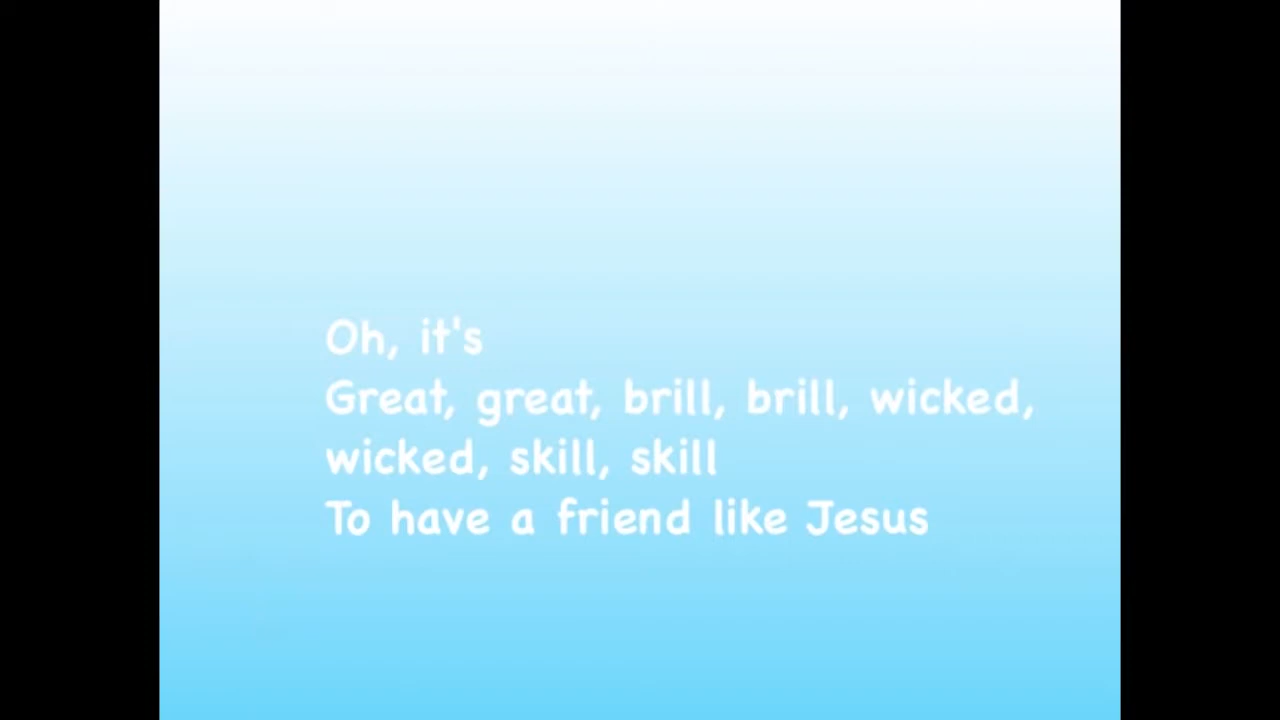 Oh, it's
Great, great, brill, brill, wicked,
wicked, skill, skill
To have a friend like Jesus